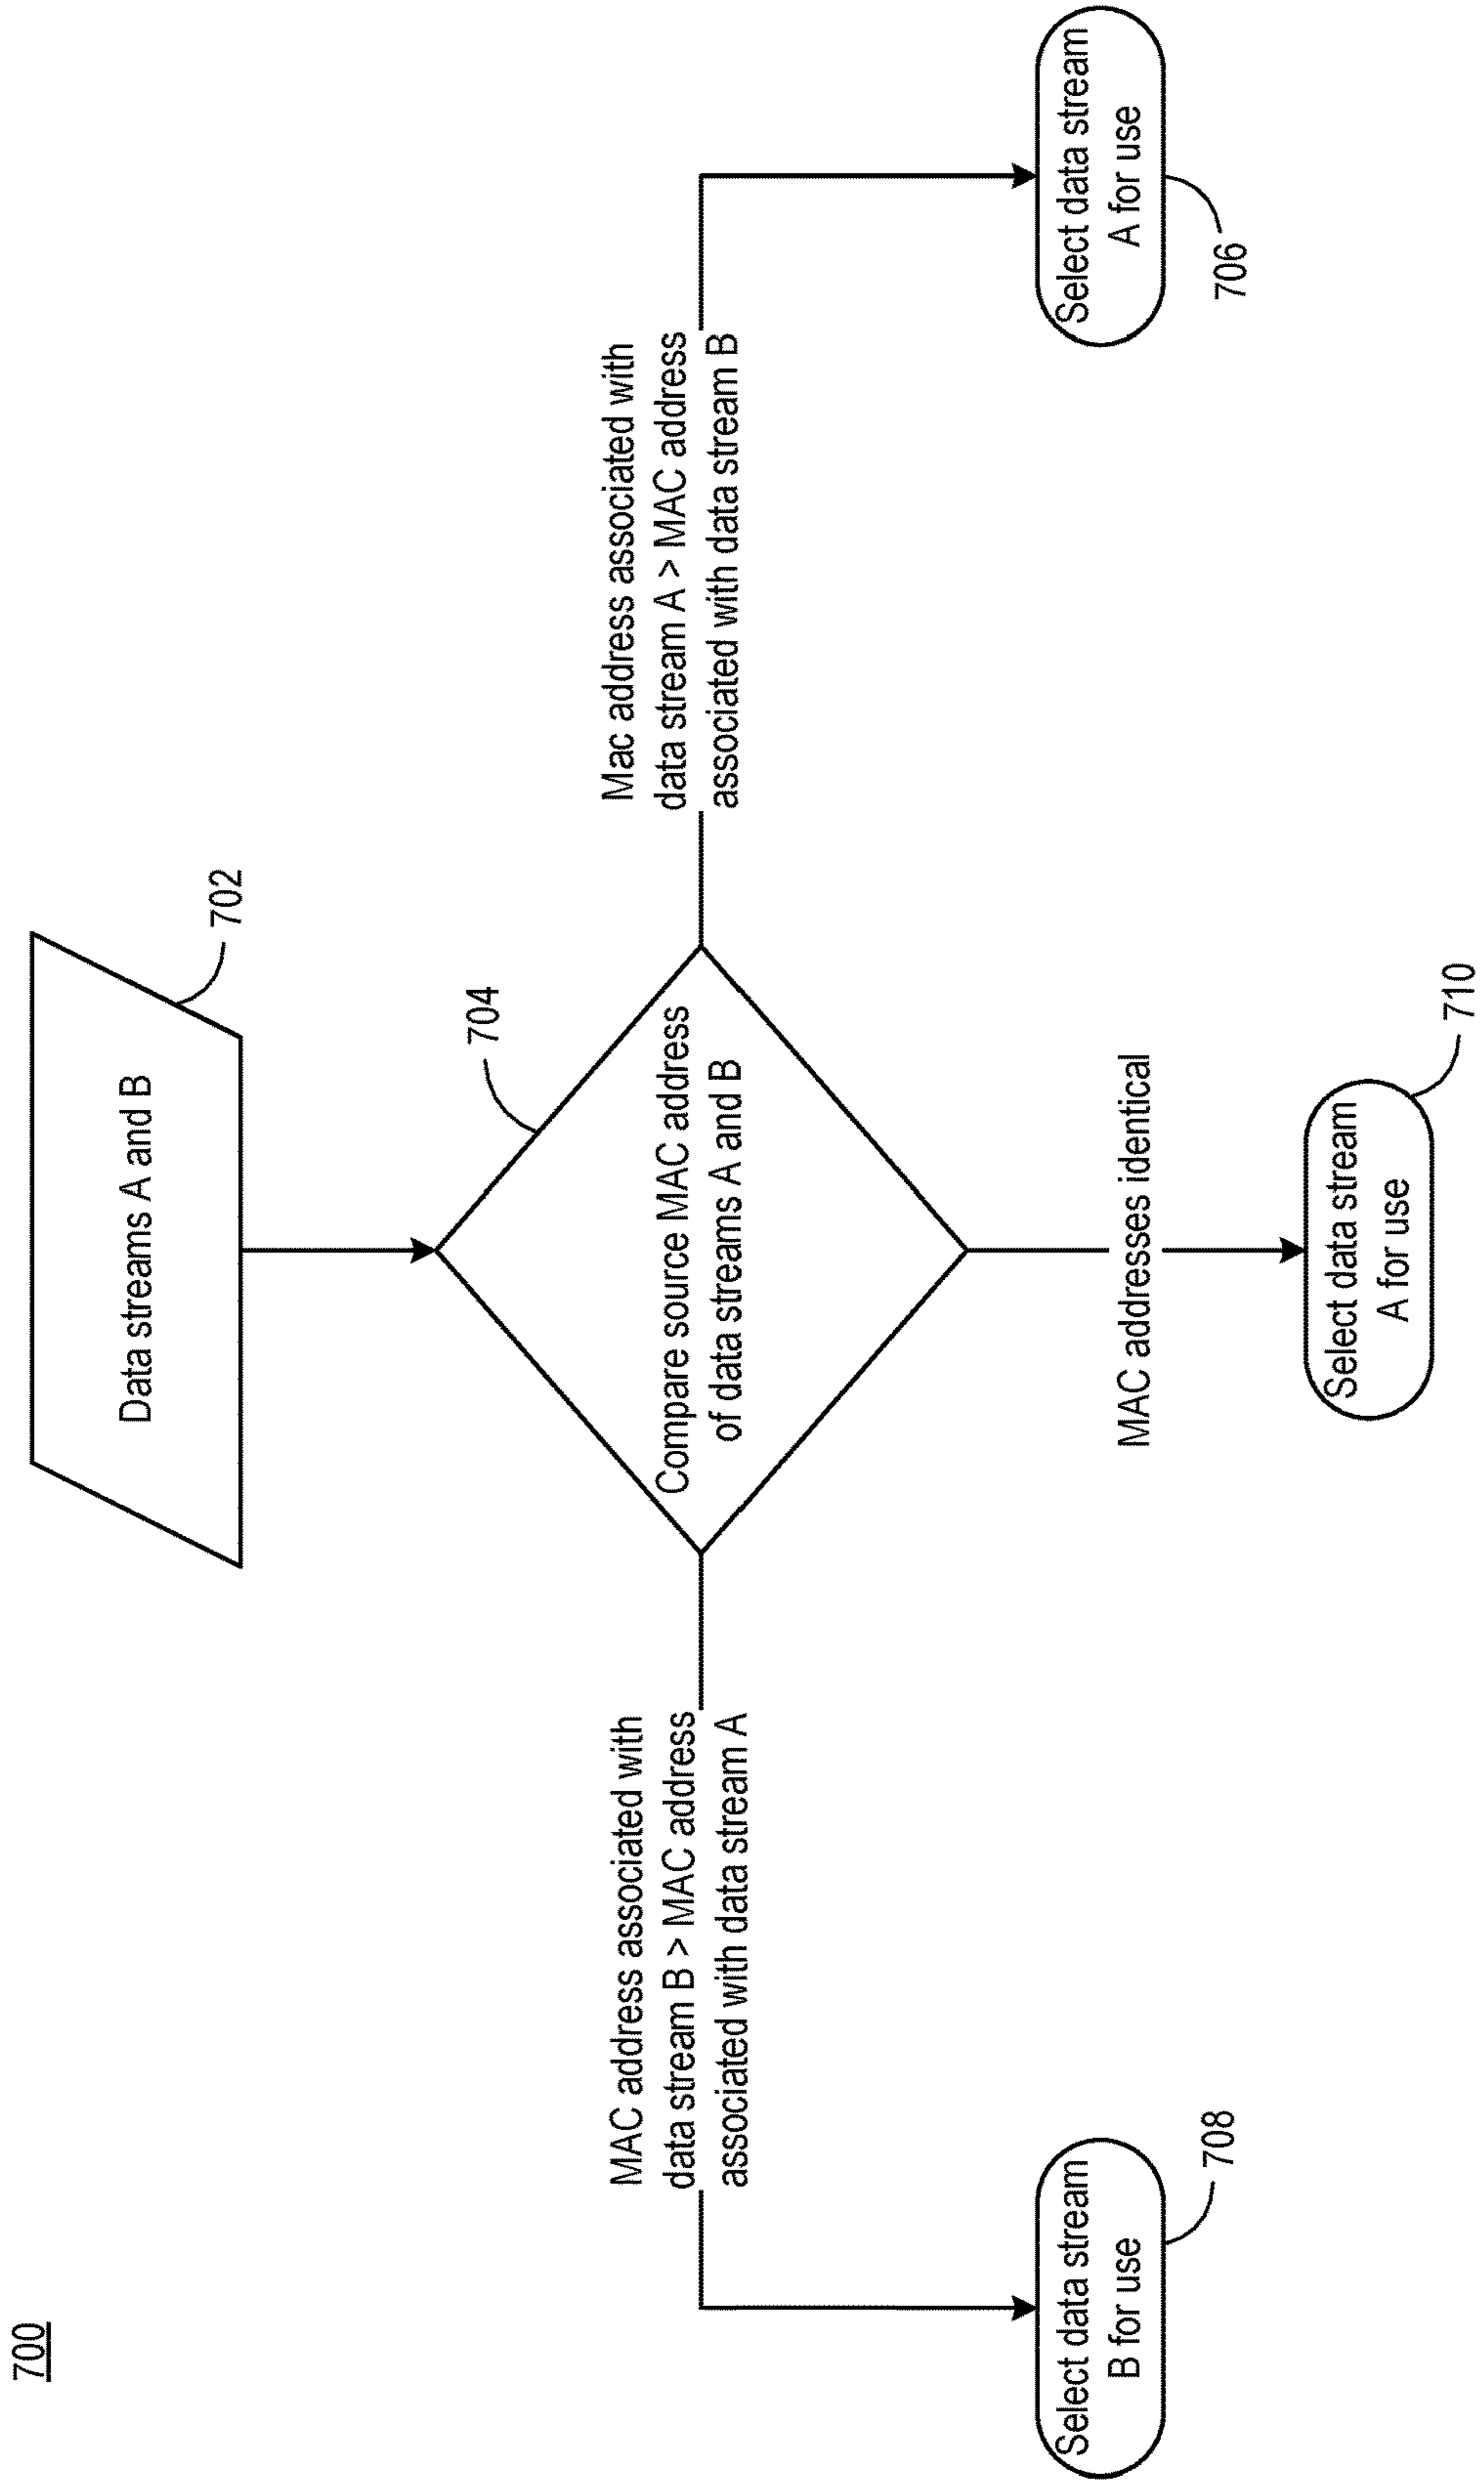 700
Data streams A and B
702
704
Compare source MAC address
of data streams A and B
MAC address associated with
data stream B > MAC address
associated with data stream A
Mac address associated with
data stream A > MAC address
associated with data stream B
MAC addresses identical
Select data stream
B for use
708
Select data stream
A for use
706
Select data stream
A for use
710